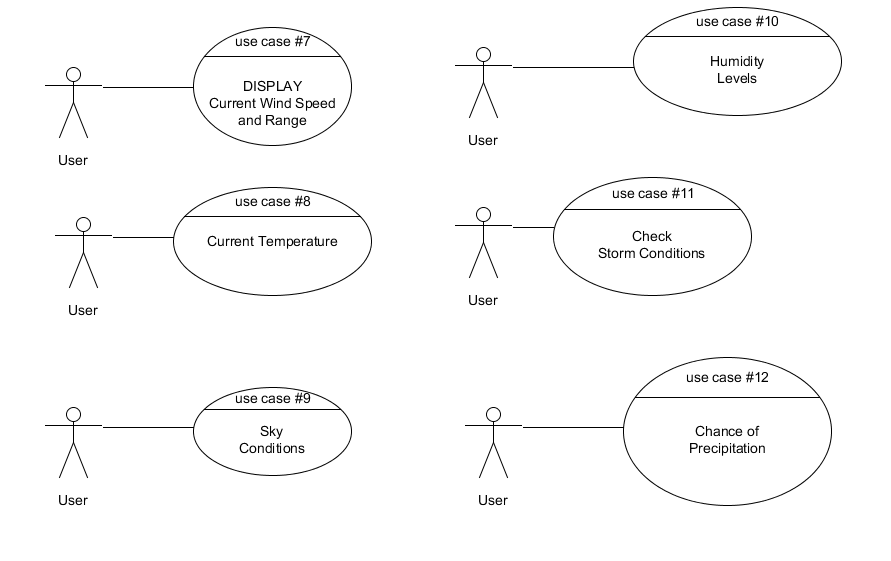 use case #7
DISPLAY
Current Wind Speed
and Range
User
use case #10
Humidity
Levels
User
use case #8
Current Temperature
User
use case #11
Check
Storm Conditions
User
use case #9
Sky
Conditions
User
use case #12
Chance of
Precipitation
User